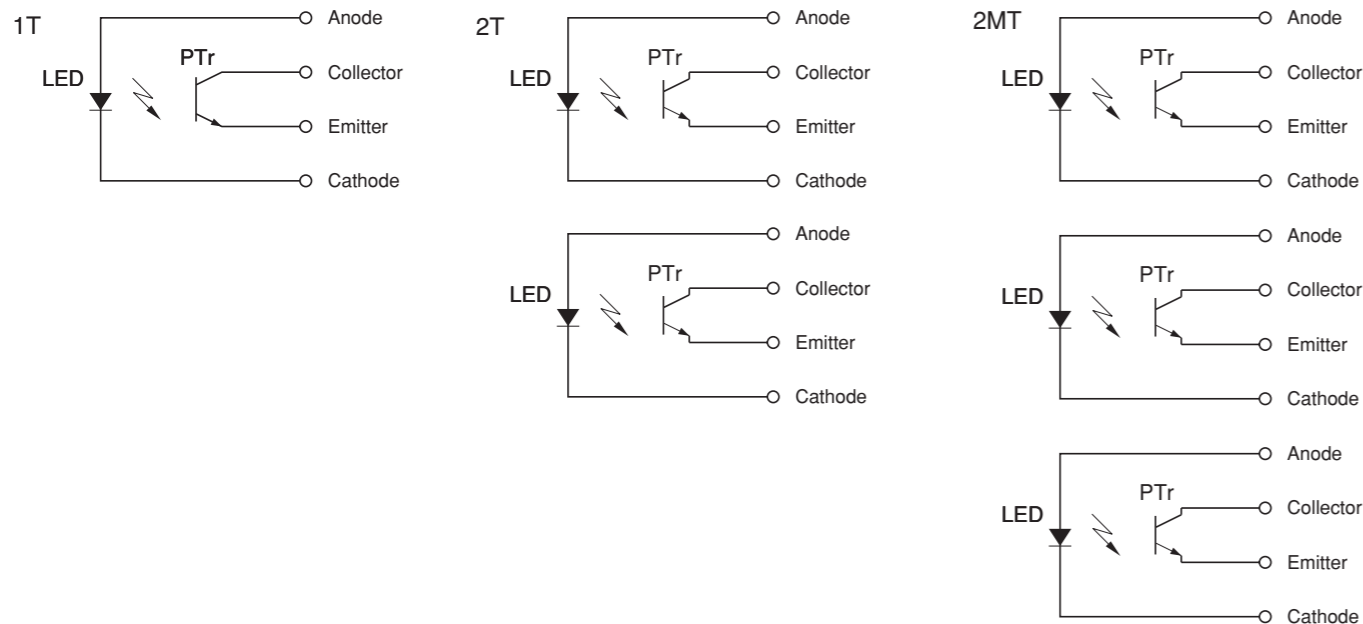 1T
Anode
PTr
LED
Collector
Emitter
Cathode
2T
Anode
PTr
LED
Collector
Emitter
Cathode
Anode
PTr
LED
Collector
Emitter
Cathode
2MT
Anode
PTr
LED
Collector
Emitter
Cathode
Anode
PTr
LED
Collector
Emitter
Cathode
Anode
PTr
LED
Collector
Emitter
Cathode